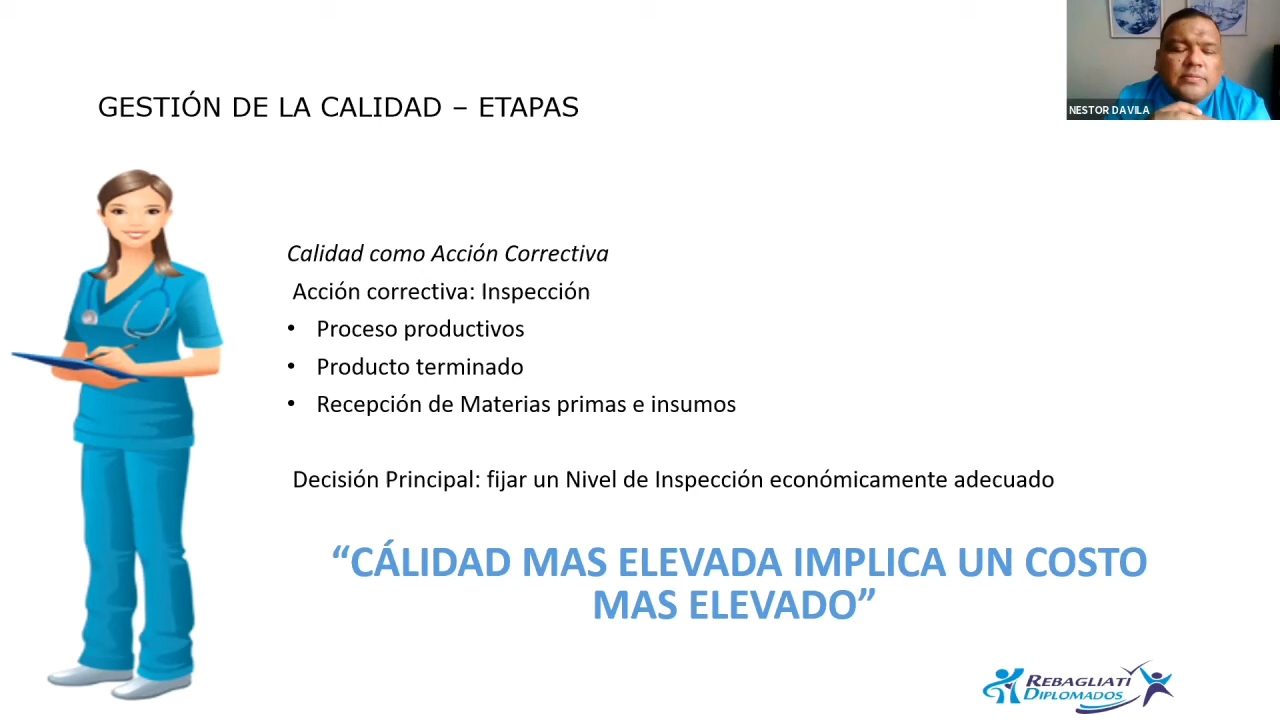 NESTOR DAVILA
GESTIÓN DE LA CALIDAD – ETAPAS
Calidad como Acción Correctiva
Acción correctiva: Inspección
• Proceso productivos
• Producto terminado
• Recepción de Materias primas e insumos
Decisión Principal: fijar un Nivel de Inspección económicamente adecuado
“CÁLIDAD MAS ELEVADA IMPLICA UN COSTO
MAS ELEVADO”
REBAGLIATI
DIPLOMADOS